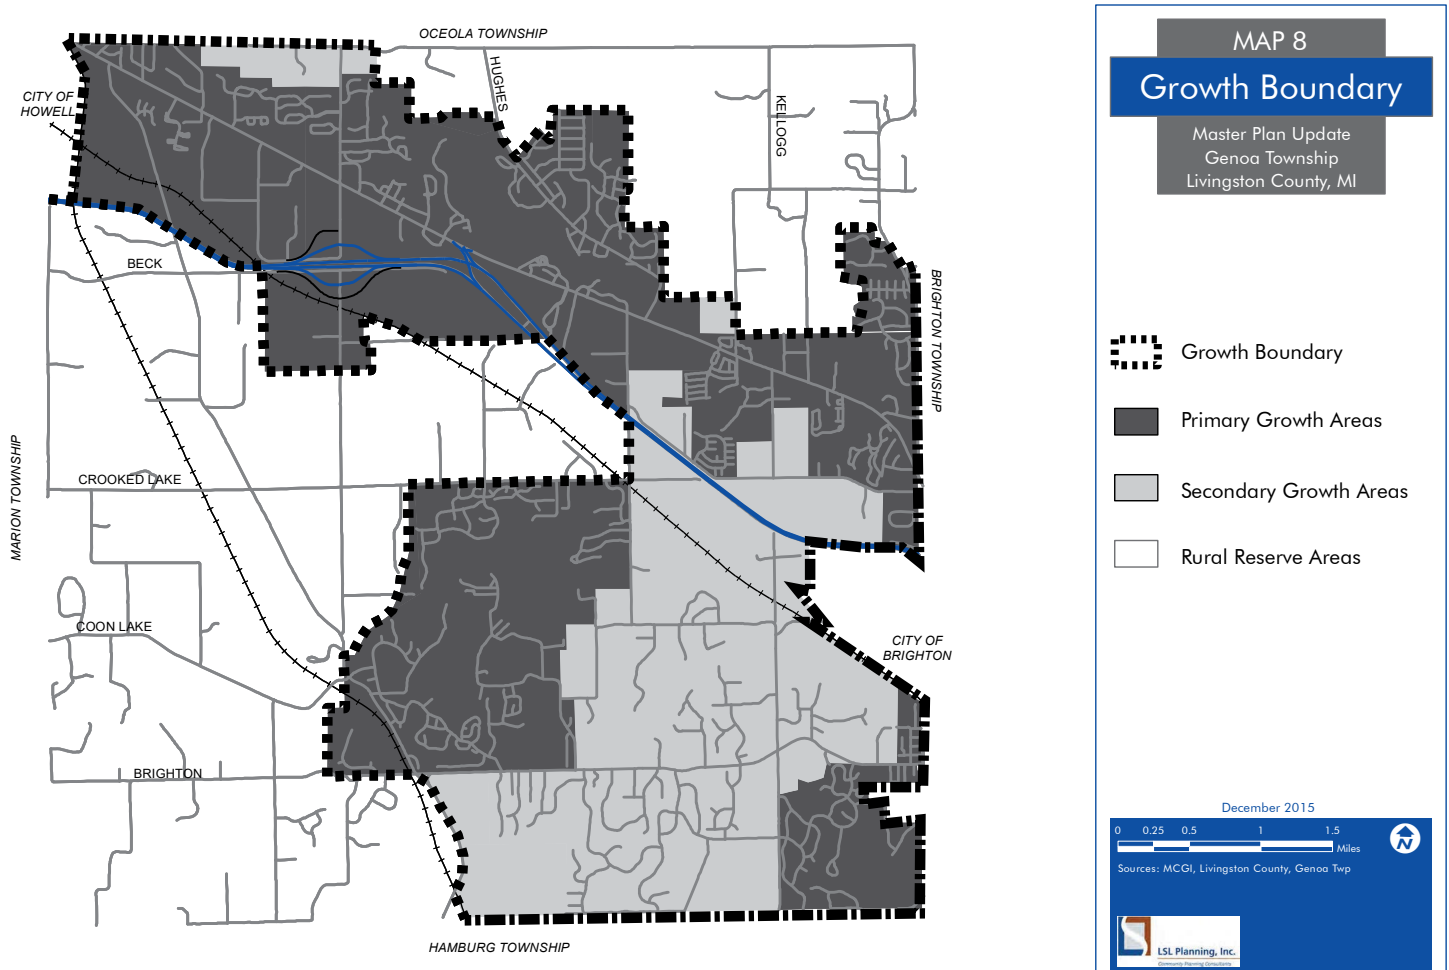 OCEOLA TOWNSHIP
CITY OF
HOWELL
HUGHES
KELLOGG
BECK
BRIGHTON TOWNSHIP
MARION TOWNSHIP
CROOKED LAKE
COON LAKE
CITY OF
BRIGHTON
BRIGHTON
HAMBURG TOWNSHIP
MAP 8
Growth Boundary
Master Plan Update
Genoa Township
Livingston County, MI
Growth Boundary
Primary Growth Areas
Secondary Growth Areas
Rural Reserve Areas
December 2015
0 0.25 0.5 1 1.5
Miles
N
Sources: MCGI, Livingston County, Genoa Twp
LSL Planning, Inc.
Community Planning Consultants